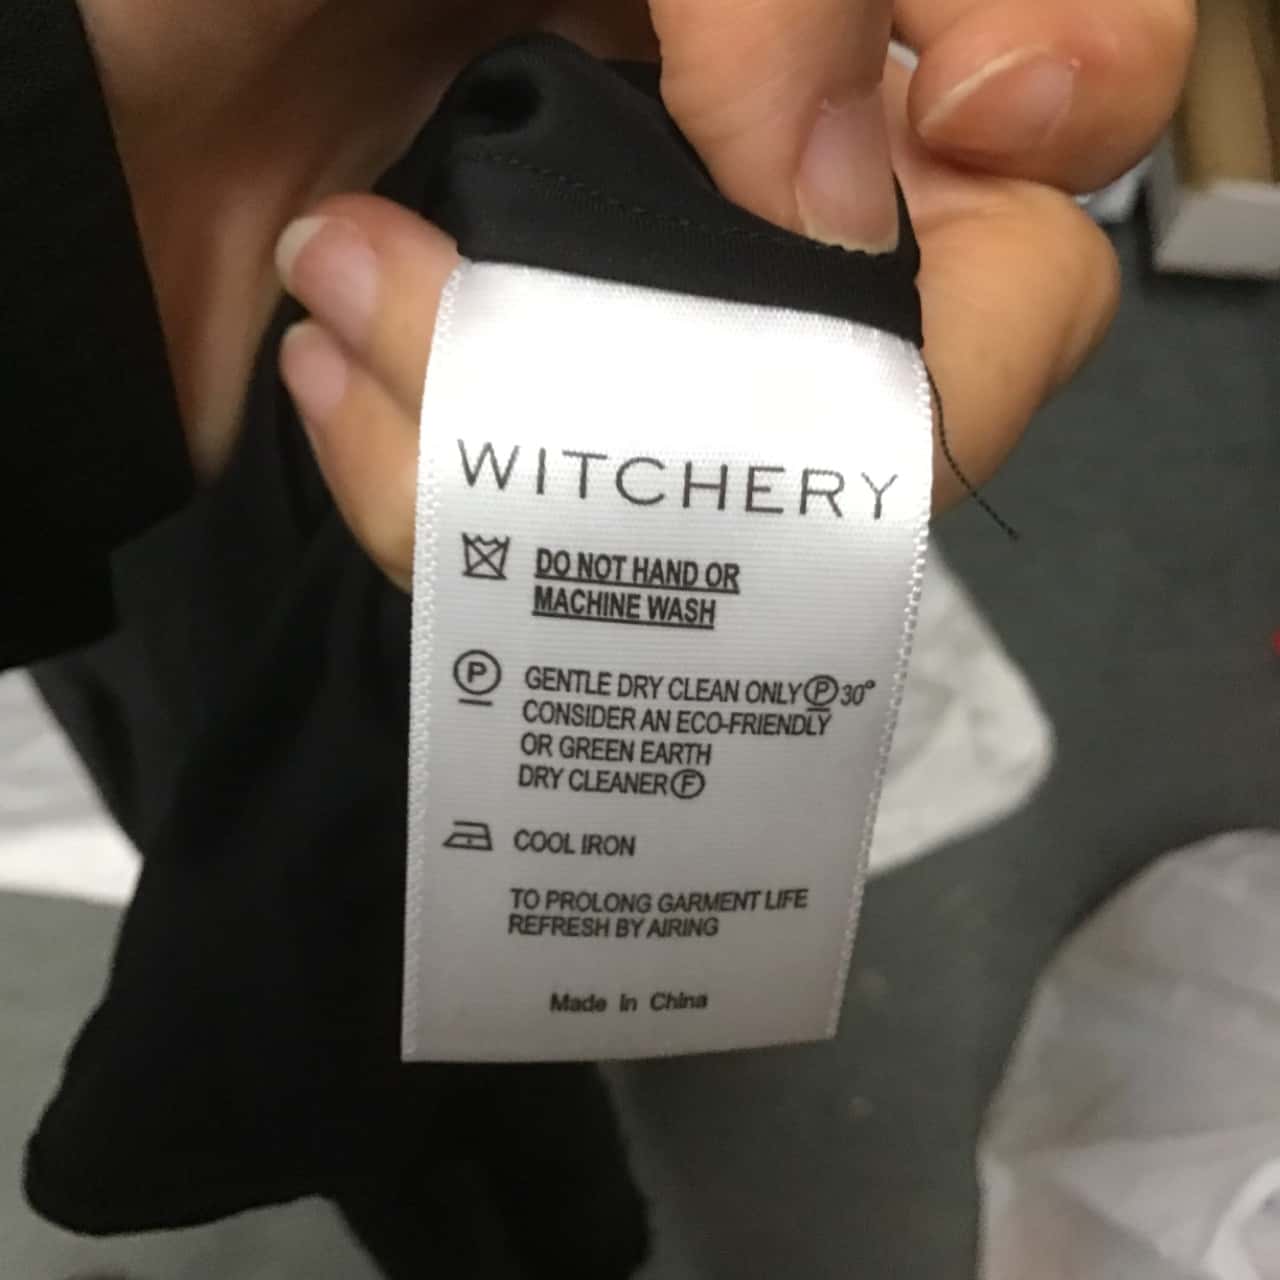 WITCHERY
DO NOT HAND OR
MACHINE WASH
P
GENTLE DRY CLEAN ONLY Ⓟ 30°
CONSIDER AN ECO-FRIENDLY
OR GREEN EARTH
DRY CLEANER Ⓕ
COOL IRON
TO PROLONG GARMENT LIFE
REFRESH BY AIRING
Made In China